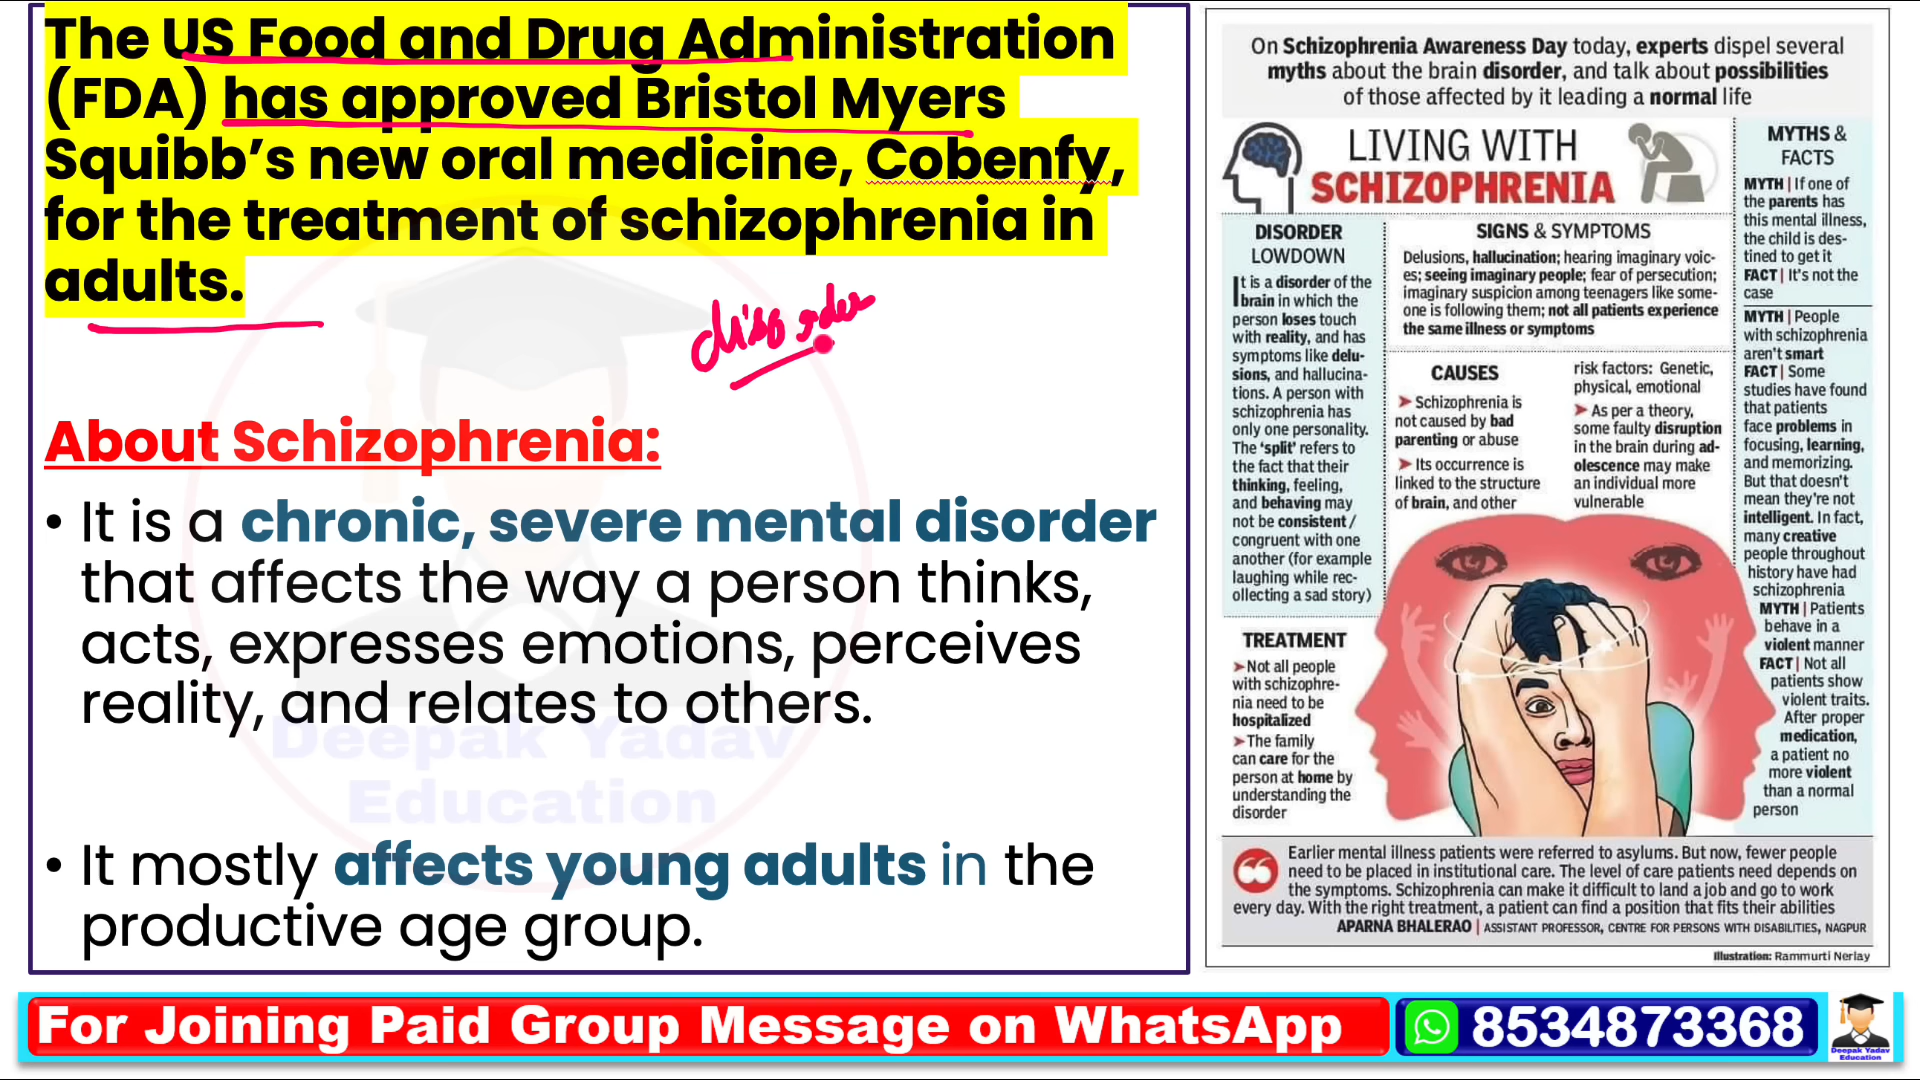 The US Food and Drug Administration
(FDA) has approved Bristol Myers
Squibb’s new oral medicine, Cobenfy,
for the treatment of schizophrenia in
adults.
disorder
About Schizophrenia:
• It is a chronic, severe mental disorder
that affects the way a person thinks,
acts, expresses emotions, perceives
reality, and relates to others.
Deepak Yadav
Education
• It mostly affects young adults in the
productive age group.
On Schizophrenia Awareness Day today, experts dispel several
myths about the brain disorder, and talk about possibilities
of those affected by it leading a normal life
LIVING WITH
SCHIZOPHRENIA
DISORDER
LOWDOWN
It is a disorder of the
brain in which the
person loses touch
with reality, and has
symptoms like delu-
sions, and hallucina-
tions. A person with
schizophrenia has
only one personality.
The ‘split’ refers to
the fact that their
thinking, feeling,
and behaving may
not be consistent /
congruent with one
another (for example
laughing while rec-
ollecting a sad story)
TREATMENT
➤Not all people
with schizophre-
nia need to be
hospitalized
➤The family
can care for the
person at home by
understanding the
disorder
SIGNS & SYMPTOMS
Delusions, hallucination; hearing imaginary voic-
es; seeing imaginary people; fear of persecution;
imaginary suspicion among teenagers like some-
one is following them; not all patients experience
the same illness or symptoms
CAUSES
➤ Schizophrenia is
not caused by bad
parenting or abuse
➤ Its occurrence is
linked to the structure
of brain, and other
risk factors: Genetic,
physical, emotional
➤ As per a theory,
some faulty disruption
in the brain during ad-
olescence may make
an individual more
vulnerable
MYTHS &
FACTS
MYTH | If one of
the parents has
this mental illness,
the child is des-
tined to get it
FACT | It's not the
case
MYTH | People
with schizophrenia
aren't smart
FACT | Some
studies have found
that patients
face problems in
focusing, learning,
and memorizing.
But that doesn't
mean they're not
intelligent. In fact,
many creative
people throughout
history have had
schizophrenia
MYTH | Patients
behave in a
violent manner
FACT | Not all
patients show
violent traits.
After proper
medication,
a patient no
more violent
than a normal
person
Earlier mental illness patients were referred to asylums. But now, fewer people
need to be placed in institutional care. The level of care patients need depends on
the symptoms. Schizophrenia can make it difficult to land a job and go to work
every day. With the right treatment, a patient can find a position that fits their abilities
APARNA BHALERAO | ASSISTANT PROFESSOR, CENTRE FOR PERSONS WITH DISABILITIES, NAGPUR
Illustration: Rammurti Nerlay
For Joining Paid Group Message on WhatsApp
8534873368
Deepak Yadav
Education